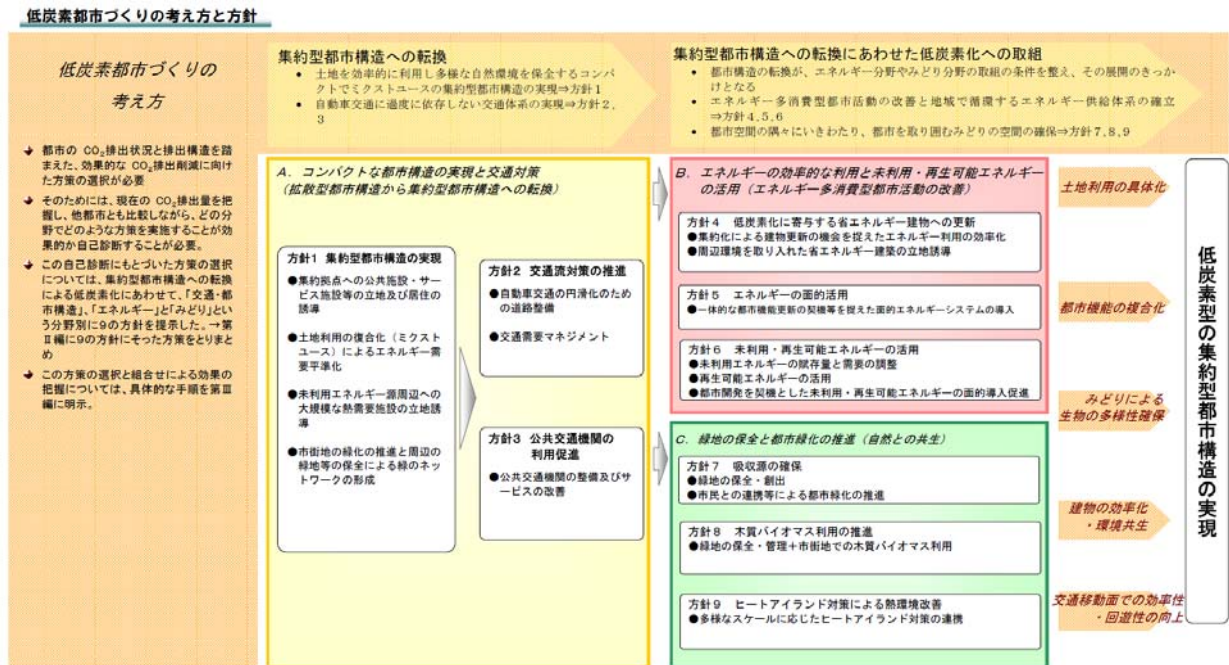 低炭素都市づくりの考え方と方針
低炭素都市づくりの
考え方
都市の CO₂排出状況と排出構造を踏
まえた、効果的な CO₂排出削減に向け
た方策の選択が必要
そのためには、現在の CO₂排出量を把
握し、他都市とも比較しながら、どの分
野でどのような方策を実施することが効
果的か自己診断することが必要。
この自己診断にもとづいた方策の選択
については、集約型都市構造への転換
による低炭素化にあわせて、「交通・都
市構造」、「エネルギー」と「みどり」とい
う分野別に9の方針を提示した。→第
Ⅱ編に9の方針にそった方策をとりまと
め
この方策の選択と組合せによる効果の
把握については、具体的な手順を第Ⅲ
編に明示。
集約型都市構造への転換
• 土地を効率的に利用し多様な自然環境を保全するコンパ
クトでミクストユースの集約型都市構造の実現⇒方針1
• 自動車交通に過度に依存しない交通体系の実現⇒方針2,
3
集約型都市構造への転換にあわせた低炭素化への取組
• 都市構造の転換が、エネルギー分野やみどり分野の取組の条件を整え、その展開のきっか
けとなる
• エネルギー多消費型都市活動の改善と地域で循環するエネルギー供給体系の確立
⇒方針4,5,6
• 都市空間の隅々にいきわたり、都市を取り囲むみどりの空間の確保⇒方針7,8,9
A. コンパクトな都市構造の実現と交通対策
(拡散型都市構造から集約型都市構造への転換)
方針1 集約型都市構造の実現
●集約拠点への公共施設・サー
ビス施設等の立地及び居住の
誘導
●土地利用の複合化(ミクスト
ユース)によるエネルギー需
要平準化
●未利用エネルギー源周辺への
大規模な熱需要施設の立地誘
導
●市街地の緑化の推進と周辺の
緑地等の保全による緑のネッ
トワークの形成
方針2 交通流対策の推進
●自動車交通の円滑化のための
の道路整備
●交通需要マネジメント
方針3 公共交通機関の
利用促進
●公共交通機関の整備及びサ
ービスの改善
B. エネルギーの効率的な利用と未利用・再生可能エネルギー
の活用(エネルギー多消費型都市活動の改善)
方針4 低炭素化に寄与する省エネルギー建物への更新
●集約化による建物更新の機会を捉えたエネルギー利用の効率化
●周辺環境を取り入れた省エネルギー建築の立地誘導
方針5 エネルギーの面的活用
●一体的な都市機能更新の契機等を捉えた面的エネルギーシステムの導入
方針6 未利用・再生可能エネルギーの活用
●未利用エネルギーの賦存量と需要の調整
●再生可能エネルギーの活用
●都市開発を契機とした未利用・再生可能エネルギーの面的導入促進
C. 緑地の保全と都市緑化の推進(自然との共生)
方針7 吸収源の確保
●緑地の保全・創出
●市民との連携等による都市緑化の推進
方針8 木質バイオマス利用の推進
●緑地の保全・管理+市街地での木質バイオマス利用
方針9 ヒートアイランド対策による熱環境改善
●多様なスケールに応じたヒートアイランド対策の連携
土地利用の具体化
都市機能の複合化
みどりによる
生物の多様性確保
建物の効率化
・環境共生
交通移動面での効率性
・回遊性の向上
低炭素型の集約型都市構造の実現